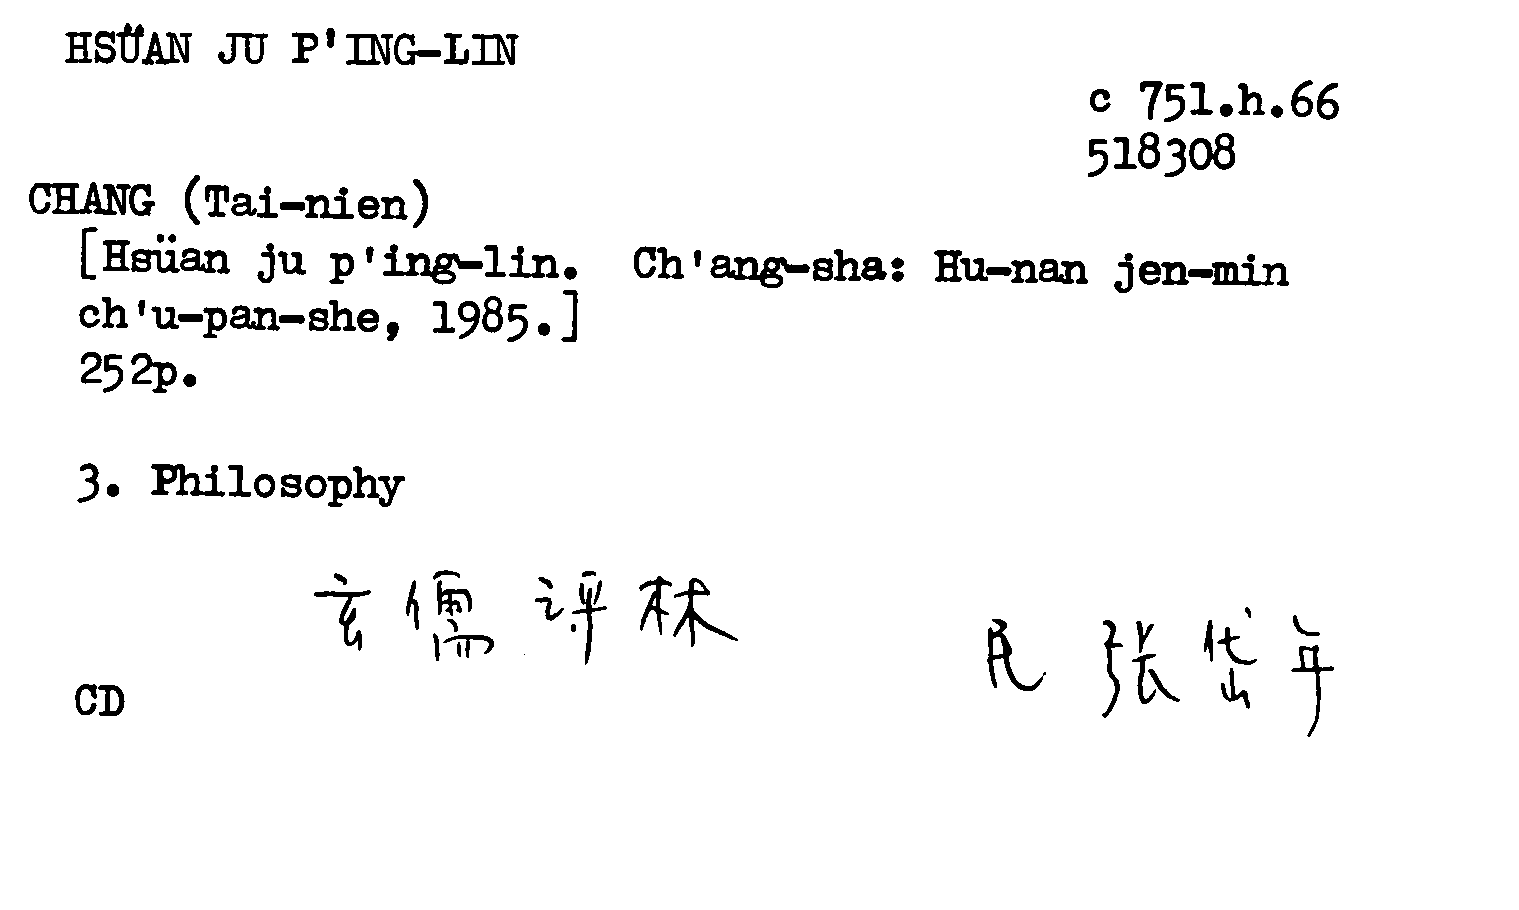 HSÜAN JU P'ING-LIN
c 751.h.66
518308
CHANG (Tai-nien)
[Hsüan ju p'ing-lin. Ch'ang-sha: Hu-nan jen-min
ch'u-pan-she, 1985.]
252p.
3. Philosophy
玄儒评林
民 张岱年
CD